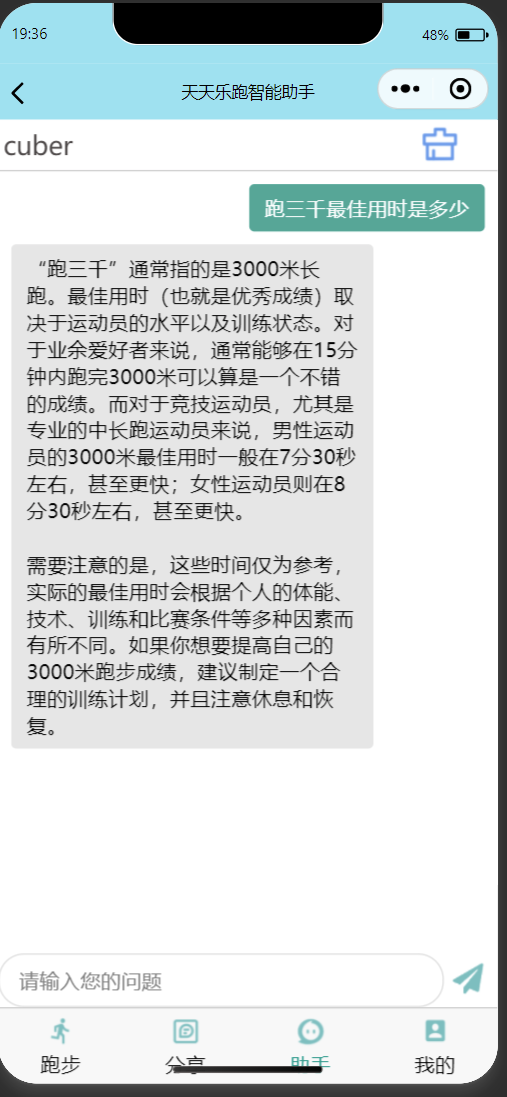 19:36
48%
天天乐跑智能助手
cuber
跑三千最佳用时是多少
“跑三千”通常指的是3000米长
跑。最佳用时（也就是优秀成绩）取
决于运动员的水平以及训练状态。对
于业余爱好者来说，通常能够在15分
钟内跑完3000米可以算是一个不错
的成绩。而对于竞技运动员，尤其是
专业的中长跑运动员来说，男性运动
员的3000米最佳用时一般在7分30秒
左右，甚至更快；女性运动员则在8
分30秒左右，甚至更快。
需要注意的是，这些时间仅为参考，
实际的最佳用时会根据个人的体能、
技术、训练和比赛条件等多种因素而
有所不同。如果你想要提高自己的
3000米跑步成绩，建议制定一个合
理的训练计划，并且注意休息和恢
复。
请输入您的问题
跑步
分享
助手
我的